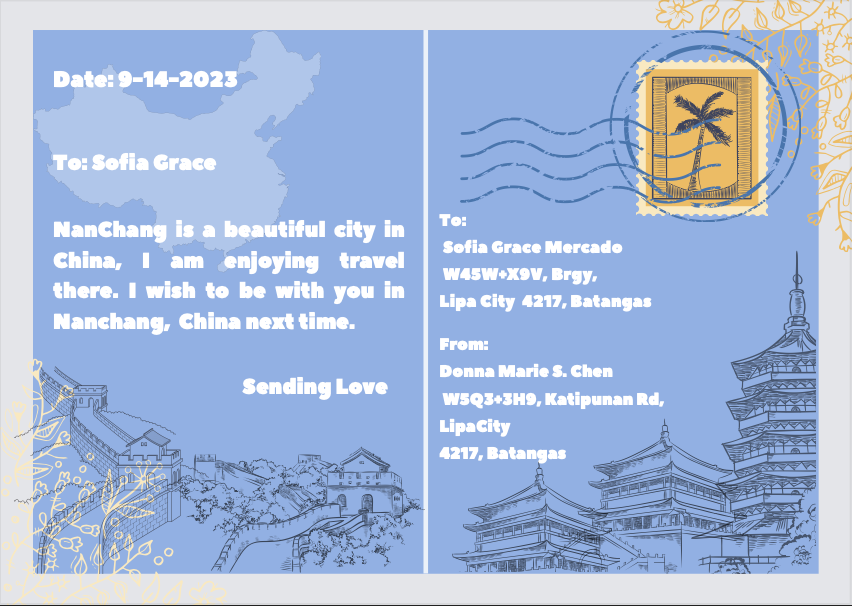 Date: 9-14-2023
To: Sofia Grace
NanChang is a beautiful city in
China, I am enjoying travel
there. I wish to be with you in
Nanchang, China next time.
Sending Love
To:
Sofia Grace Mercado
W45W+X9V, Brgy,
Lipa City 4217, Batangas
From:
Donna Marie S. Chen
W5Q3+3H9, Katipunan Rd,
LipaCity
4217, Batangas